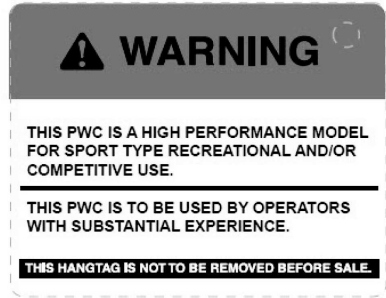 WARNING
THIS PWC IS A HIGH PERFORMANCE MODEL
FOR SPORT TYPE RECREATIONAL AND/OR
COMPETITIVE USE.
THIS PWC IS TO BE USED BY OPERATORS
WITH SUBSTANTIAL EXPERIENCE.
THIS HANGTAG IS NOT TO BE REMOVED BEFORE SALE.